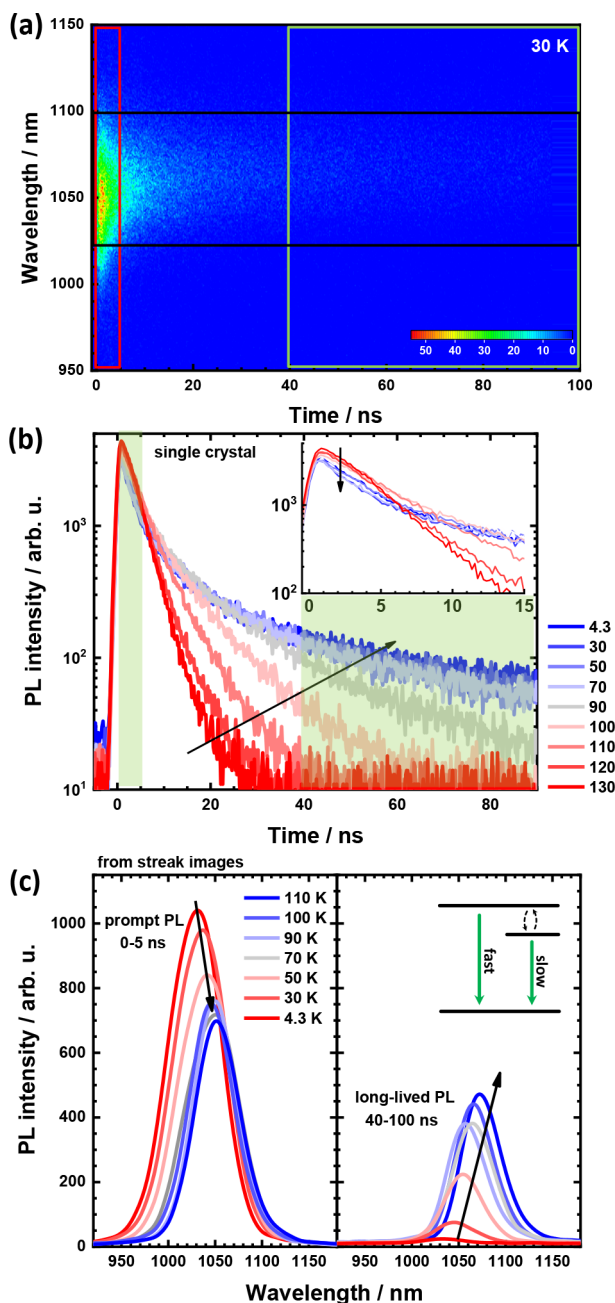 (a)
1150
1100
1050
1000
950
Wavelength / nm
30 K
50 40 30 20 10 0
0 20 40 60 80 100
Time / ns
(b)
single crystal
10³
10²
10¹
PL intensity / arb. u.
10³
10²
0 5 10 15
0 20 40 60 80
Time / ns
4.3
30
50
70
90
100
110
120
130
(c)
from streak images
prompt PL
0-5 ns
110 K
100 K
90 K
70 K
50 K
30 K
4.3 K
fast
slow
long-lived PL
40-100 ns
1000
900
800
700
600
500
400
300
200
100
0
PL intensity / arb. u.
950 1000 1050 1100 1150
950 1000 1050 1100 1150
Wavelength / nm